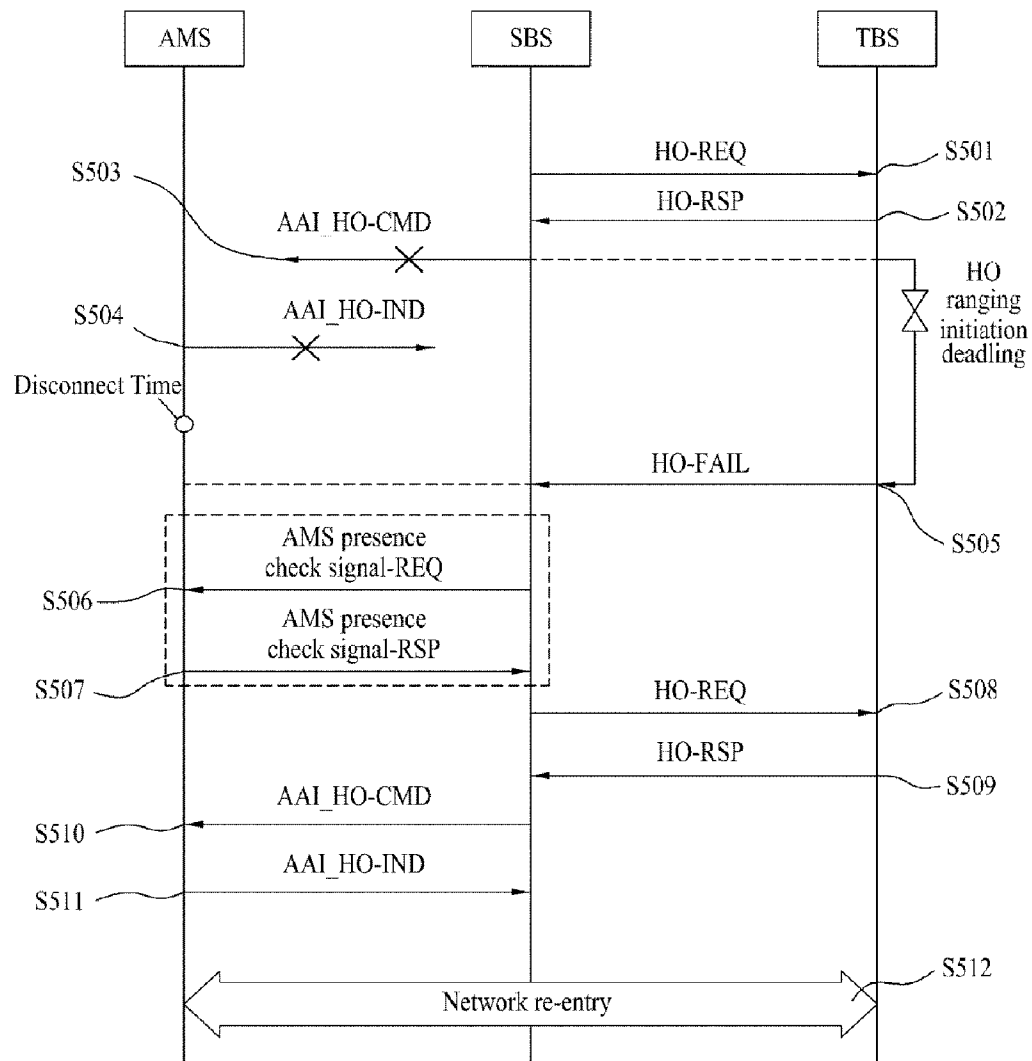 AMS
SBS
TBS
HO-REQ
S501
S503
HO-RSP
S502
AAI_HO-CMD
HO
ranging
initiation
deadling
S504
AAI_HO-IND
Disconnect Time
HO-FAIL
S505
AMS presence
check signal-REQ
S506
AMS presence
check signal-RSP
S507
HO-REQ
S508
HO-RSP
S509
AAI_HO-CMD
S510
AAI_HO-IND
S511
S512
Network re-entry